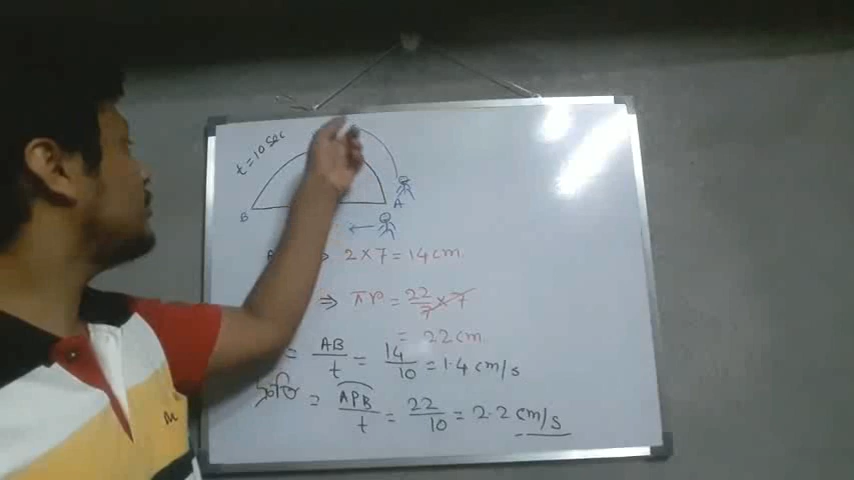 t = 10 sec
B
A
⇒ 2 × 7 = 14 cm
⇒ πr = 22/7 × 7
= 22 cm
= AB/t = 14/10 = 1.4 cm/s
= APB/t = 22/10 = 2.2 cm/s